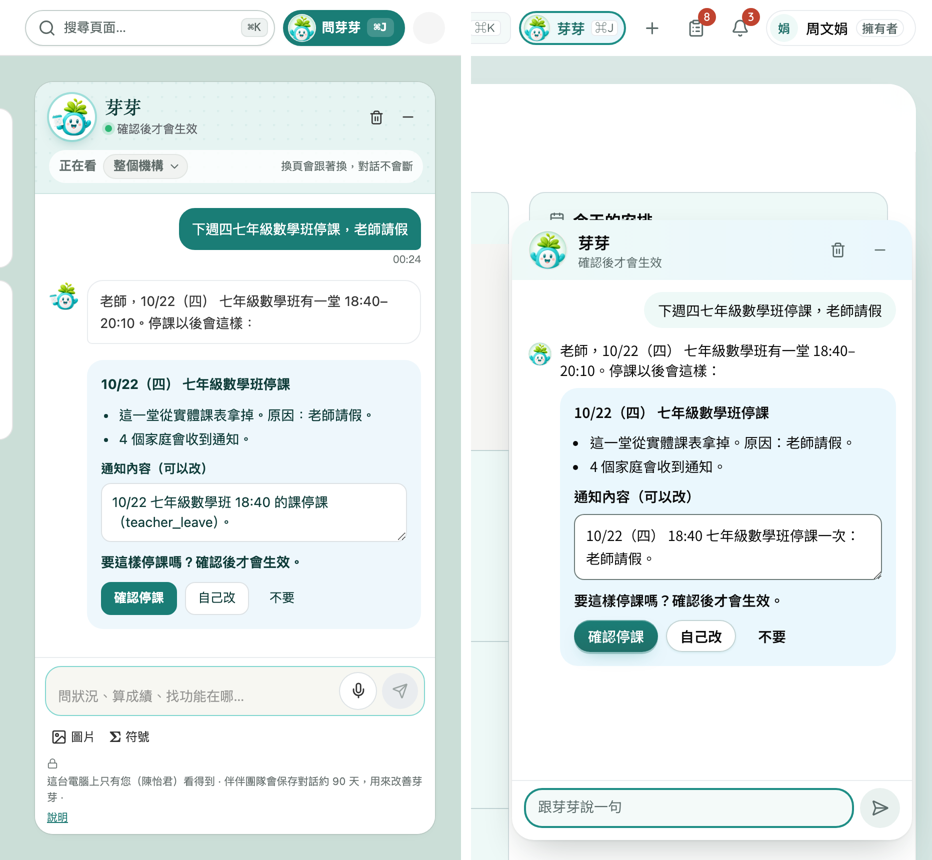 搜尋頁面...
⌘K
問芽芽
⌘J
芽芽
確認後才會生效
正在看
整個機構
換頁會跟著換，對話不會斷
下週四七年級數學班停課，老師請假
00:24
老師，10/22（四） 七年級數學班有一堂 18:40–
20:10。停課以後會這樣：
10/22（四） 七年級數學班停課
• 這一堂從實體課表拿掉。原因：老師請假。
• 4 個家庭會收到通知。
通知內容（可以改）
10/22 七年級數學班 18:40 的課停課
（teacher_leave）。
要這樣停課嗎？確認後才會生效。
確認停課
自己改
不要
問狀況、算成績、找功能在哪...
圖片
符號
這台電腦上只有您（陳怡君）看得到 · 伴伴團隊會保存對話約 90 天，用來改善芽
芽 ·
說明
⌘K
芽芽
⌘J
8
3
娟
周文娟
擁有者
今天的安排
芽芽
確認後才會生效
下週四七年級數學班停課，老師請假
老師，10/22（四） 七年級數學班有一堂 18:40–
20:10。停課以後會這樣：
10/22（四） 七年級數學班停課
• 這一堂從實體課表拿掉。原因：老師請假。
• 4 個家庭會收到通知。
通知內容（可以改）
10/22（四） 18:40 七年級數學班停課一次：
老師請假。
要這樣停課嗎？確認後才會生效。
確認停課
自己改
不要
跟芽芽說一句